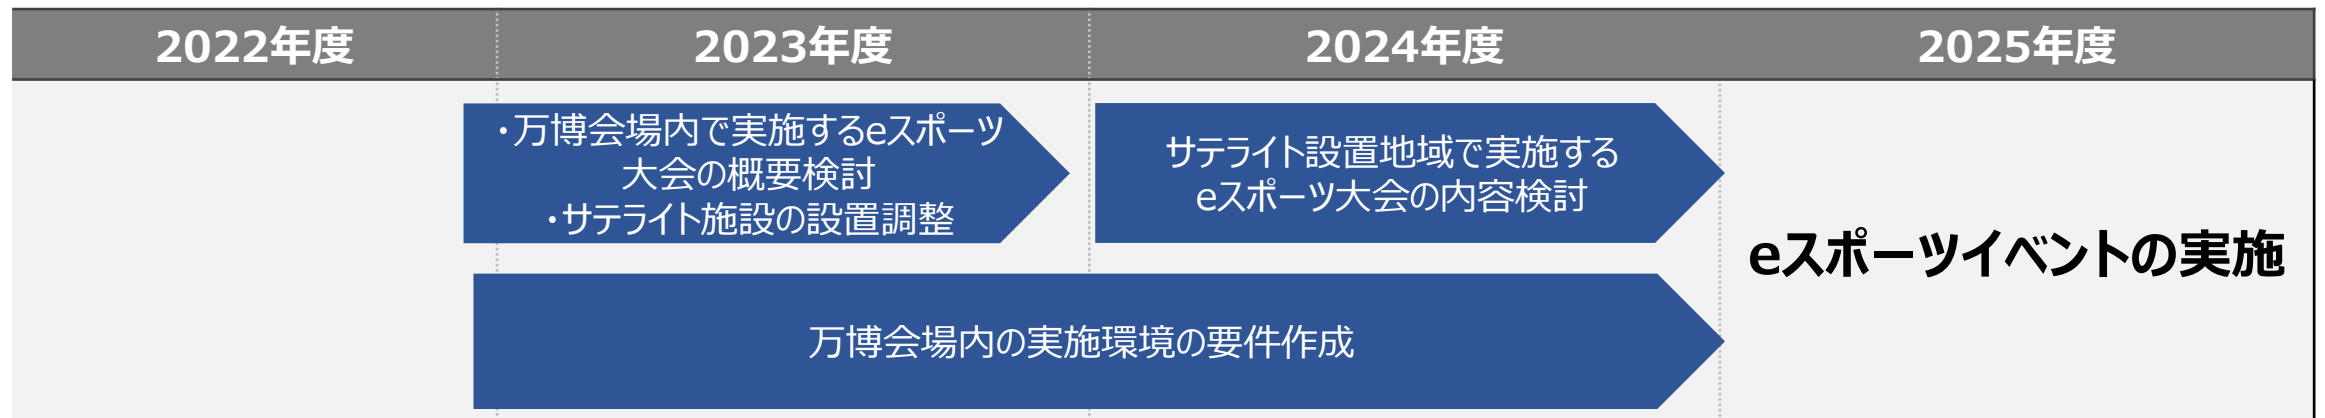 2022年度 2023年度 2024年度 2025年度
・万博会場内で実施するeスポーツ
大会の概要検討
・サテライト施設の設置調整
サテライト設置地域で実施する
eスポーツ大会の内容検討
eスポーツイベントの実施
万博会場内の実施環境の要件作成